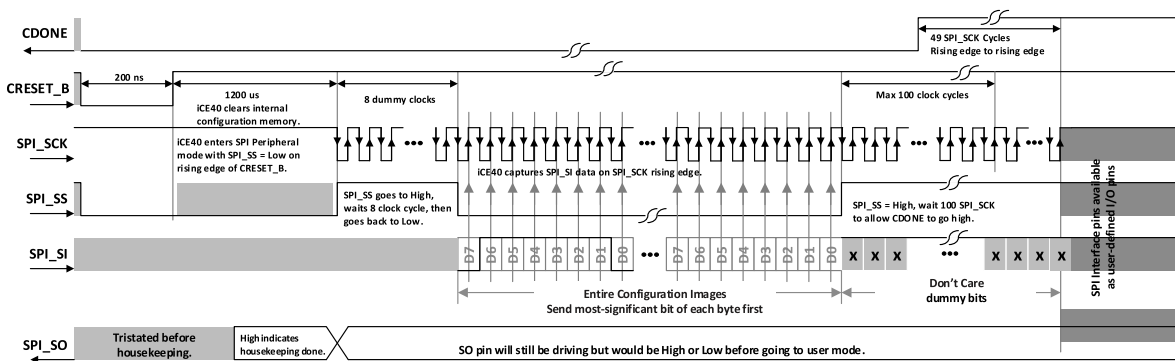 CDONE
49 SPI_SCK Cycles
Rising edge to rising edge
200 ns
CRESET_B
1200 us
iCE40 clears internal
configuration memory.
8 dummy clocks
Max 100 clock cycles
SPI_SCK
iCE40 enters SPI Peripheral
mode with SPI_SS = Low on
rising edge of CRESET_B.
•••
•••
•••
iCE40 captures SPI_SI data on SPI_SCK rising edge.
SPI_SS
SPI_SS goes to High,
waits 8 clock cycle, then
goes back to Low.
SPI_SS = High, wait 100 SPI_SCK
to allow CDONE to go high.
SPI Interface pins available
as user-defined I/O pins
SPI_SI
D7 D6 D5 D4 D3 D2 D1 D0 ••• D7 D6 D5 D4 D3 D2 D1 D0 X X X ••• X X X X
Entire Configuration Images
Send most-significant bit of each byte first
Don't Care
dummy bits
SPI_SO
Tristated before
housekeeping.
High indicates
housekeeping done.
SO pin will still be driving but would be High or Low before going to user mode.